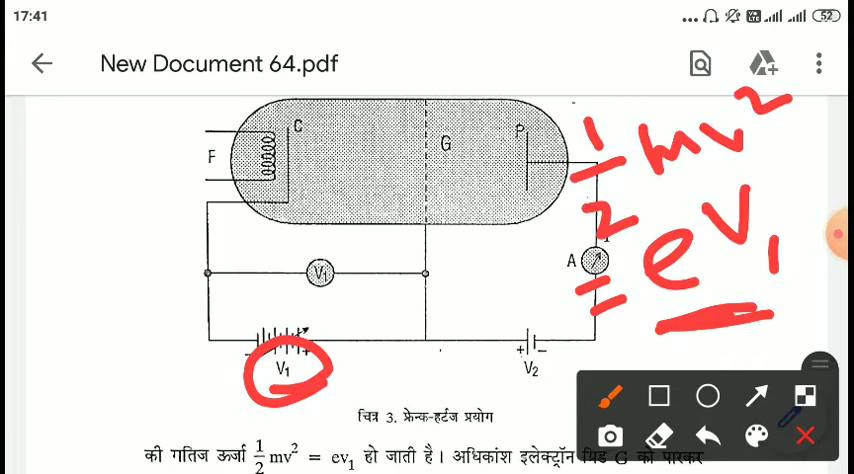 17:41
52
New Document 64.pdf
C
G
P
F
A
V₁
V₁
V₂
½ mv²
= eV₁
चित्र 3. फ्रेन्क-हर्टज प्रयोग
की गतिज ऊर्जा ½ mv² = ev₁ हो जाती है। अधिकांश इलेक्ट्रॉन ग्रिड G को पारकर